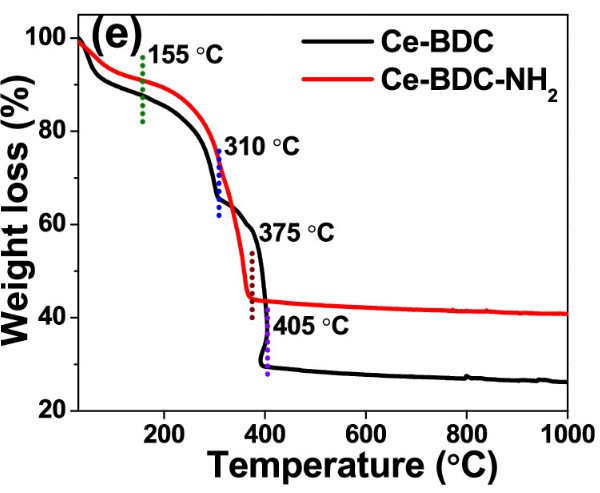 (e)
155 °C
Ce-BDC
Ce-BDC-NH2
310 °C
375 °C
405 °C
Weight loss (%)
100
80
60
40
20
200
400
600
800
1000
Temperature (°C)